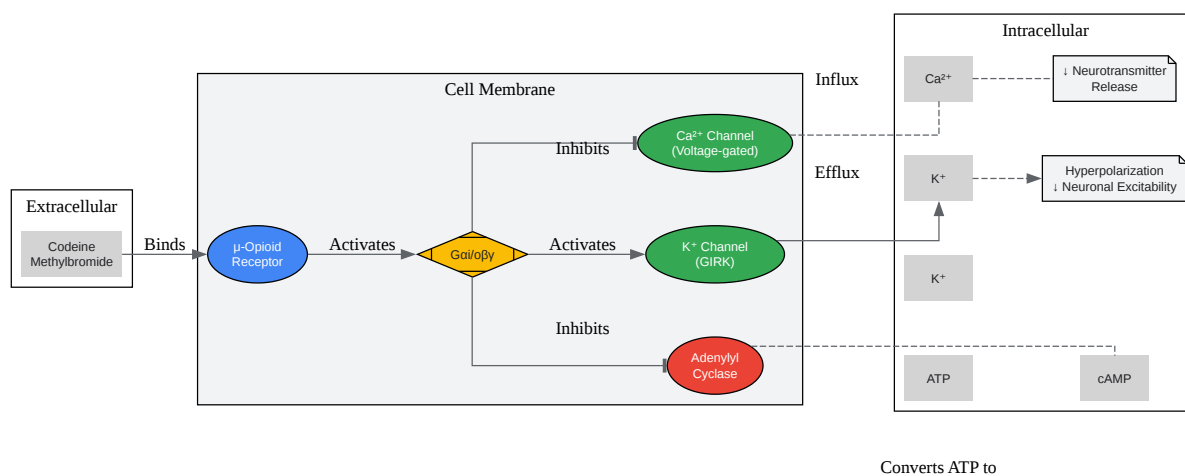 Intracellular
Influx
Ca²⁺
↓ Neurotransmitter
Release
Cell Membrane
Ca²⁺ Channel
(Voltage-gated)
Inhibits
Efflux
K⁺
Hyperpolarization
↓ Neuronal Excitability
Extracellular
Codeine
Methylbromide
Binds
μ-Opioid
Receptor
Activates
Gαi/oβγ
Activates
K⁺ Channel
(GIRK)
K⁺
Inhibits
Adenylyl
Cyclase
ATP
cAMP
Converts ATP to